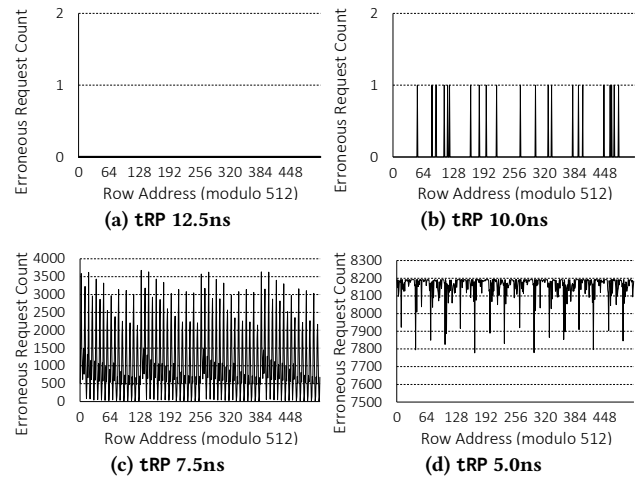 Erroneous Request Count
2
1
0
0 64 128 192 256 320 384 448
Row Address (modulo 512)
(a) tRP 12.5ns
Erroneous Request Count
2
1
0
0 64 128 192 256 320 384 448
Row Address (modulo 512)
(b) tRP 10.0ns
Erroneous Request Count
4000
3500
3000
2500
2000
1500
1000
500
0
0 64 128 192 256 320 384 448
Row Address (modulo 512)
(c) tRP 7.5ns
Erroneous Request Count
8300
8200
8100
8000
7900
7800
7700
7600
7500
0 64 128 192 256 320 384 448
Row Address (modulo 512)
(d) tRP 5.0ns